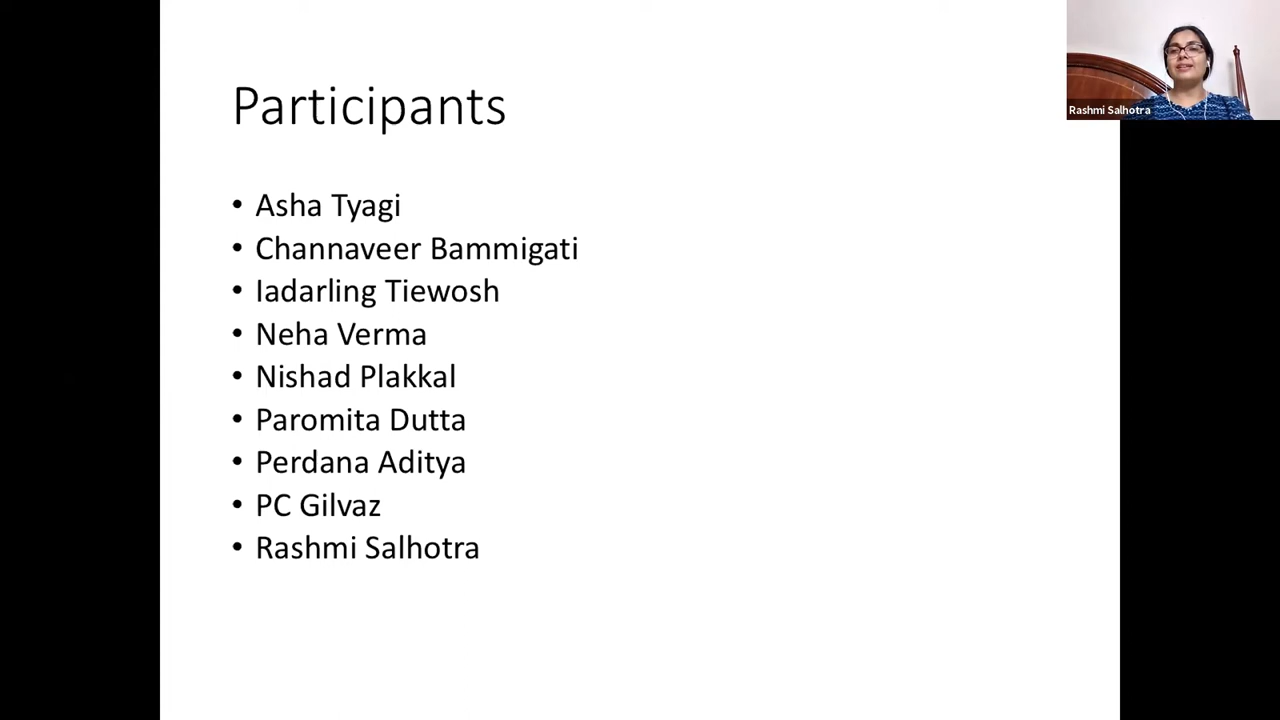 Participants
• Asha Tyagi
• Channaveer Bammigati
• Iadarling Tiewosh
• Neha Verma
• Nishad Plakkal
• Paromita Dutta
• Perdana Aditya
• PC Gilvaz
• Rashmi Salhotra
Rashmi Salhotra